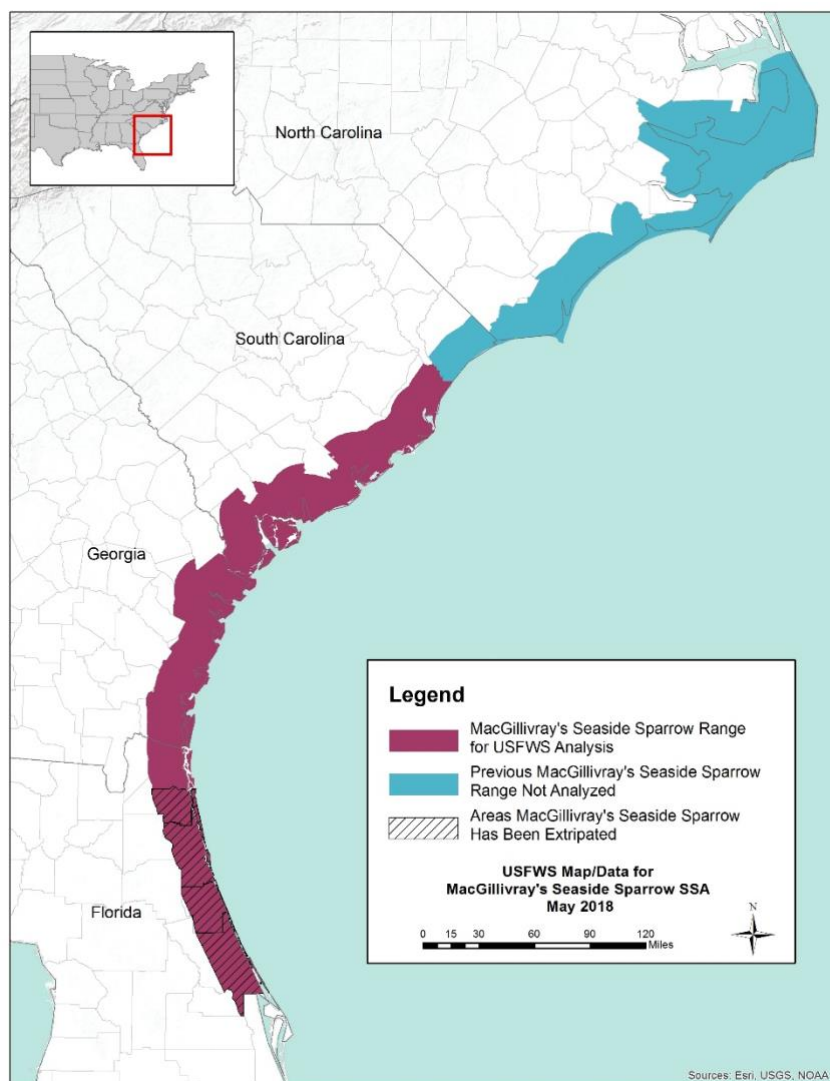 North Carolina
South Carolina
Georgia
Florida
Legend
MacGillivray's Seaside Sparrow Range
for USFWS Analysis
Previous MacGillivray's Seaside Sparrow
Range Not Analyzed
Areas MacGillivray's Seaside Sparrow
Has Been Extripated
USFWS Map/Data for
MacGillivray's Seaside Sparrow SSA
May 2018
N
0 15 30 60 90 120
Miles
Sources: Esri, USGS, NOAA